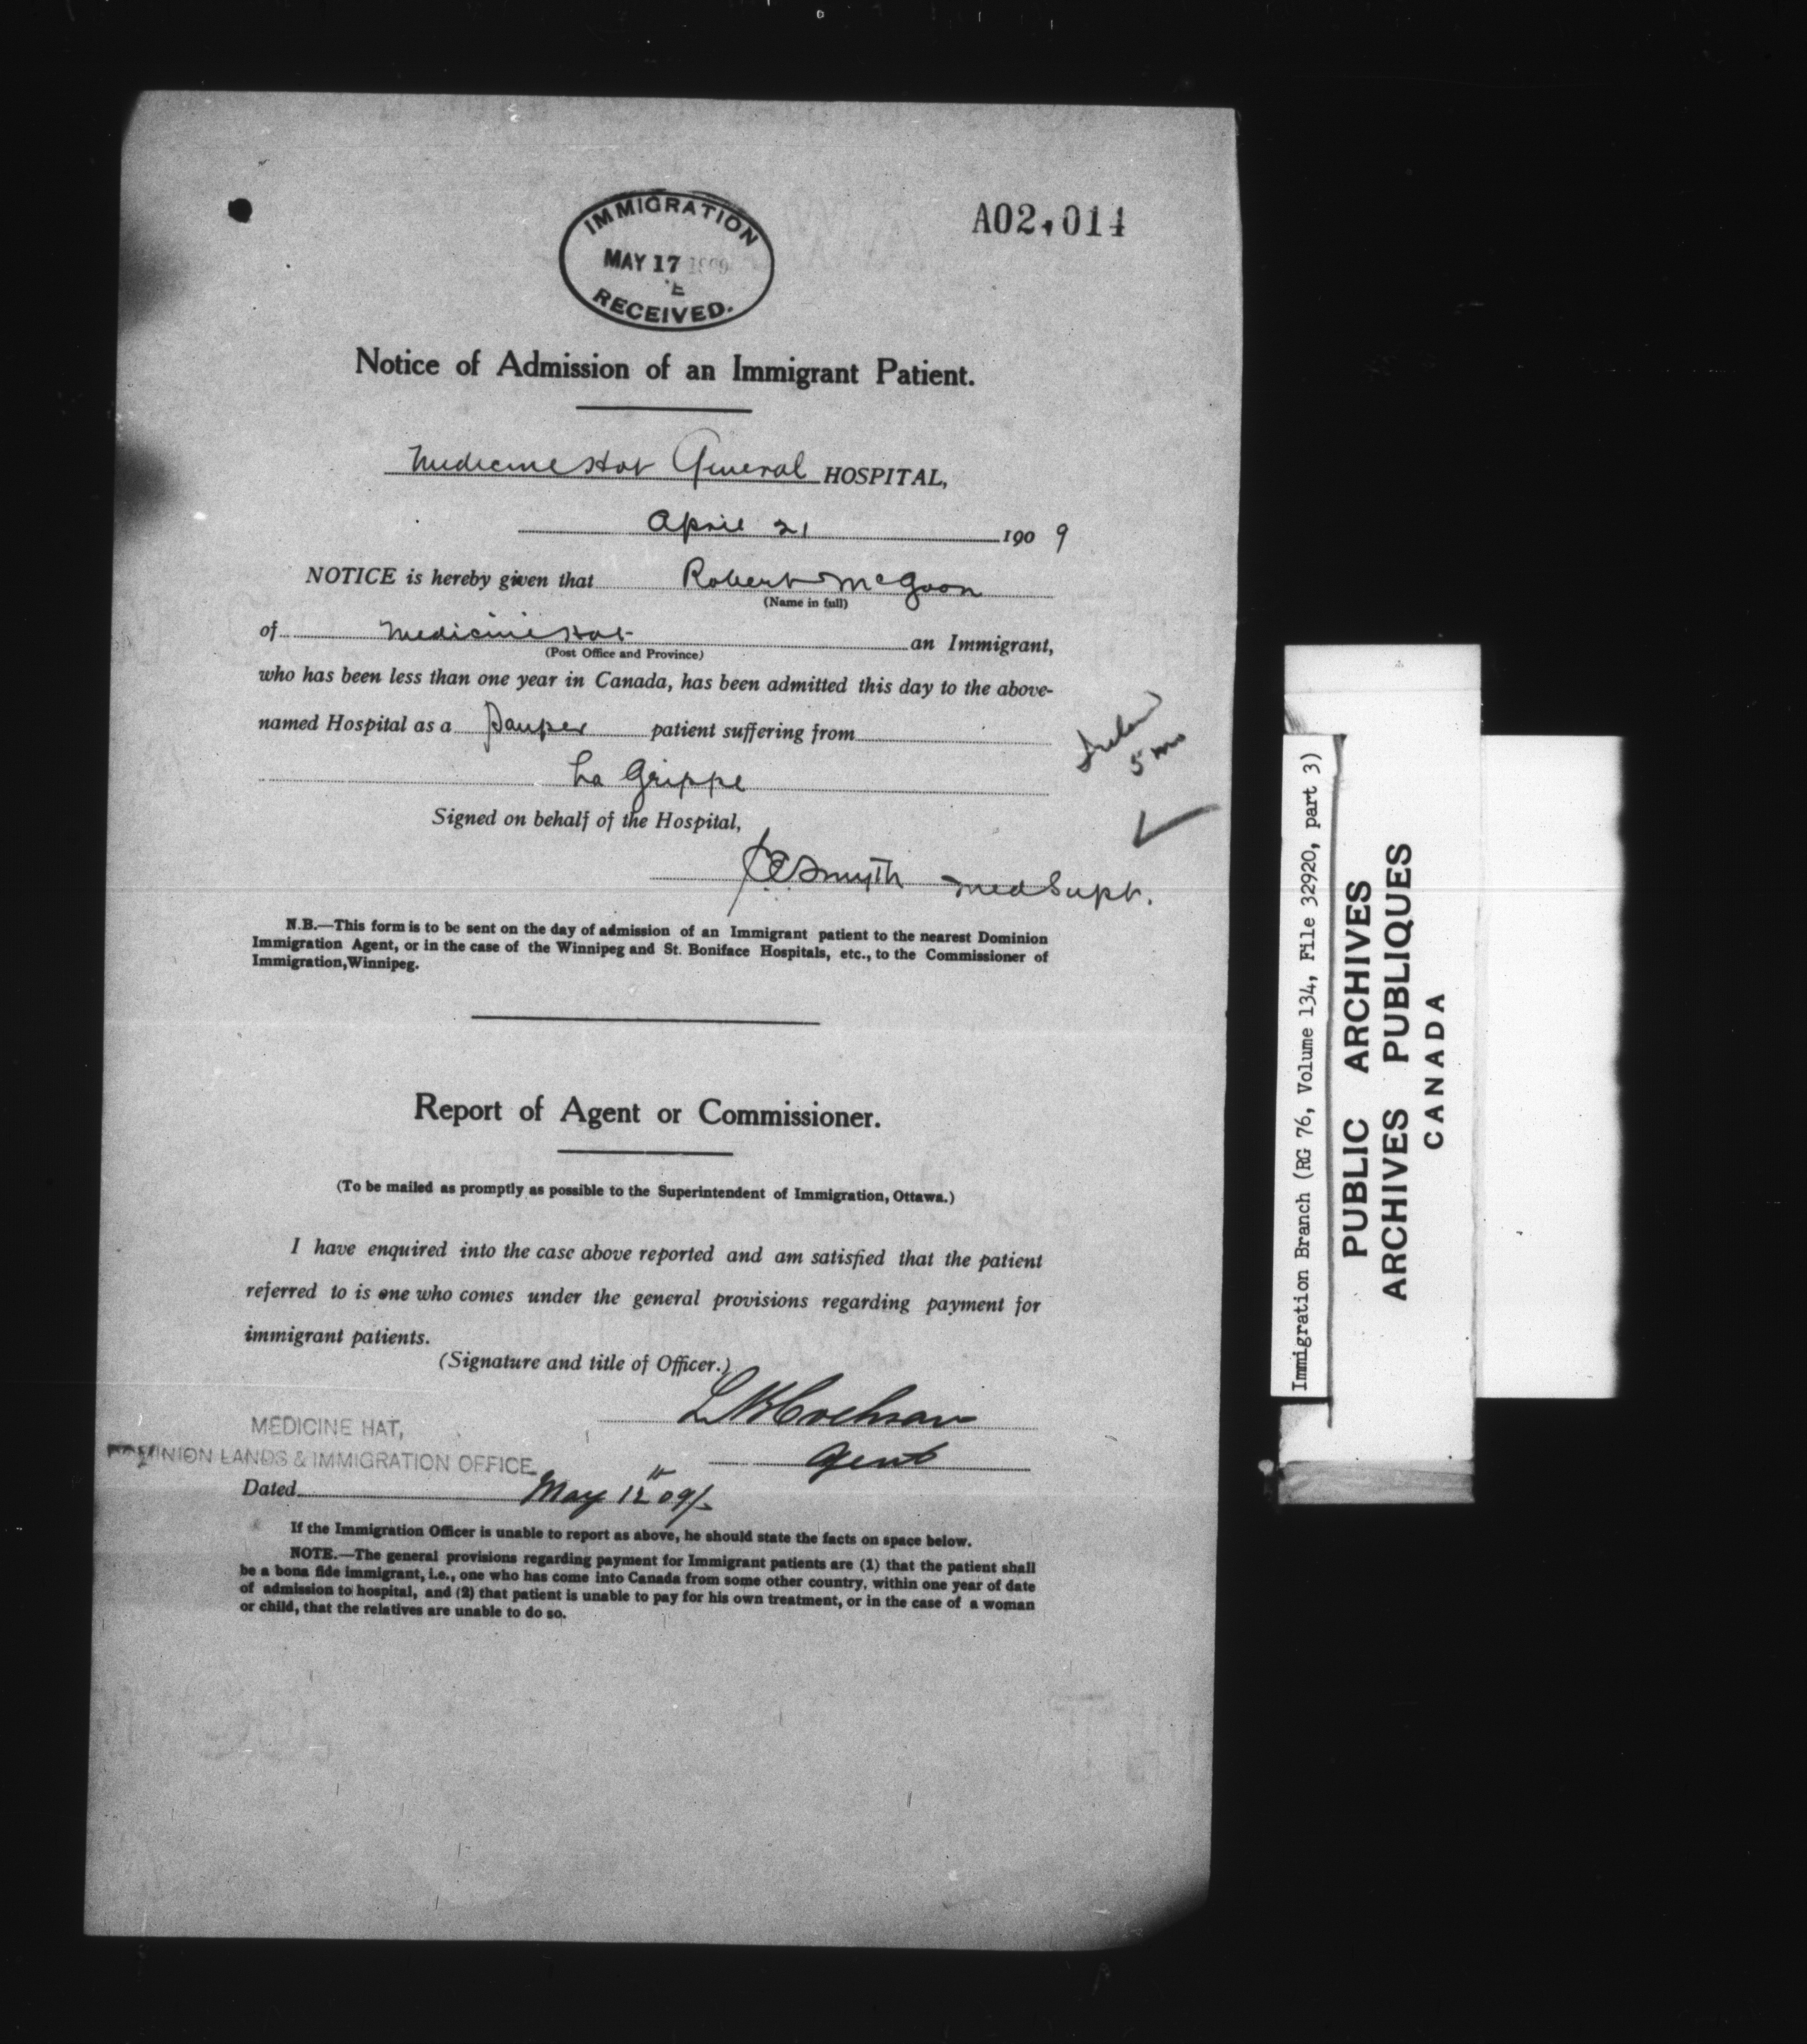 IMMIGRATION
MAY 17 1909
RECEIVED.
A02,014
Notice of Admission of an Immigrant Patient.
Medicine Hat General HOSPITAL,
April 21 1909
NOTICE is hereby given that Robert McGoon
(Name in full)
of Medicine Hat an Immigrant,
(Post Office and Province)
who has been less than one year in Canada, has been admitted this day to the above-
named Hospital as a Pauper patient suffering from
La Grippe
Ireland
5 mo
Signed on behalf of the Hospital,
C.E. Smyth Med Supt.
N.B.—This form is to be sent on the day of admission of an Immigrant patient to the nearest Dominion
Immigration Agent, or in the case of the Winnipeg and St. Boniface Hospitals, etc., to the Commissioner of
Immigration, Winnipeg.
Report of Agent or Commissioner.
(To be mailed as promptly as possible to the Superintendent of Immigration, Ottawa.)
I have enquired into the case above reported and am satisfied that the patient
referred to is one who comes under the general provisions regarding payment for
immigrant patients.
(Signature and title of Officer.)
Cochran
MEDICINE HAT,
DOMINION LANDS & IMMIGRATION OFFICE
Agent
Dated May 12 09/-
If the Immigration Officer is unable to report as above, he should state the facts on space below.
NOTE.—The general provisions regarding payment for Immigrant patients are (1) that the patient shall
be a bona fide immigrant, i.e., one who has come into Canada from some other country, within one year of date
of admission to hospital, and (2) that patient is unable to pay for his own treatment, or in the case of a woman
or child, that the relatives are unable to do so.
Immigration Branch (RG 76, Volume 134, File 32920, part 3)
PUBLIC ARCHIVES
ARCHIVES PUBLIQUES
CANADA